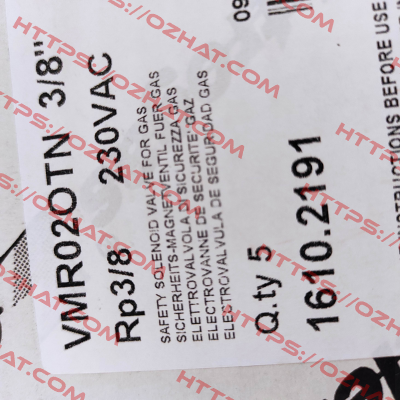 VMR02OTN 3/8"
Rp3/8 230VAC
SAFETY SOLENOID VALVE FOR GAS
SICHERHEITS-MAGNETVENTIL FUER GAS
ELETTROVALVOLA DI SICUREZZA GAS
ELECTROVANNE DE SECURITE' GAZ
ELECTROVALVULA DE SEGURIDAD GAS
Q.ty 5
1610.2191
09
INSTRUCTIONS BEFORE USE
HTTPS://OZHAT.COM